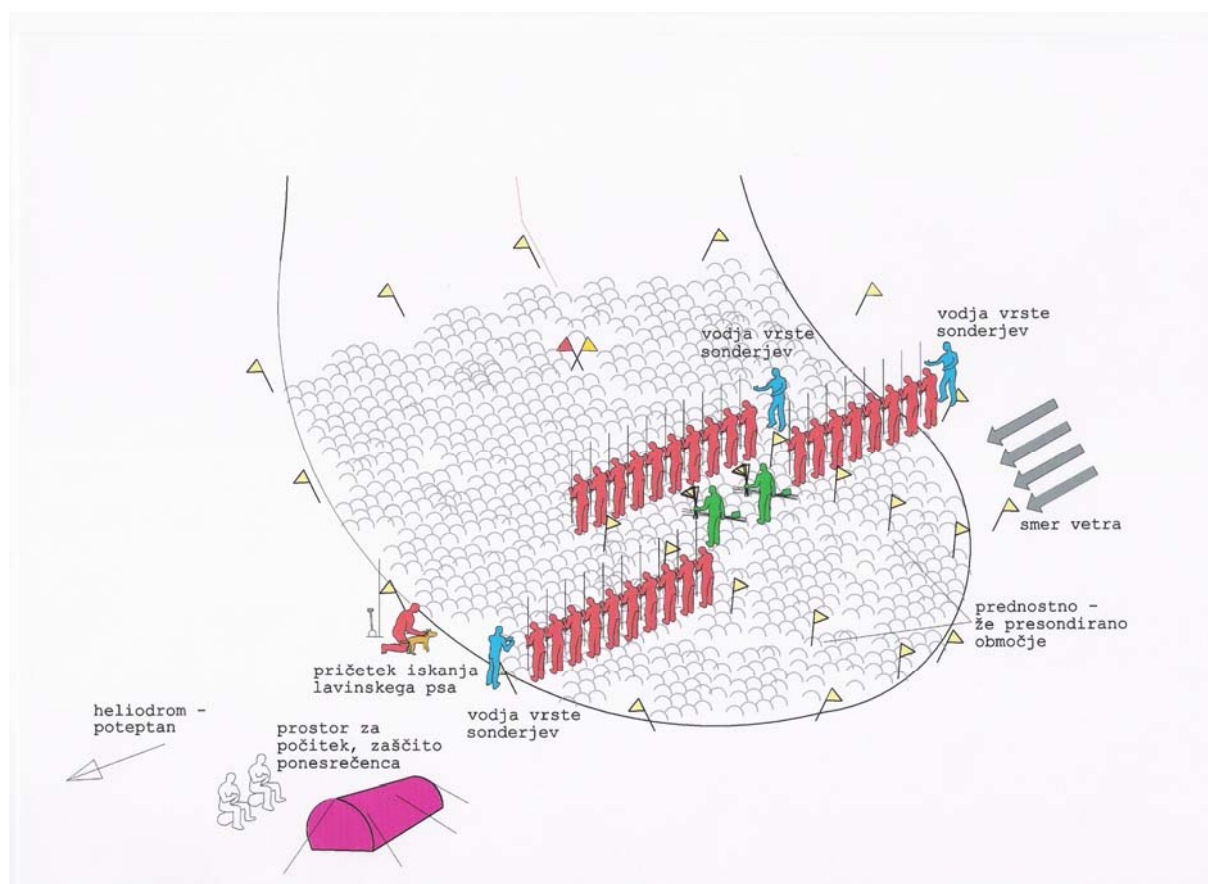 vodja vrste
sonderjev
vodja vrste
sonderjev
smer vetra
prednostno –
že presondirano
območje
pričetek iskanja
lavinskega psa
vodja vrste
sonderjev
heliodrom –
poteptan
prostor za
počitek, zaščito
ponesrečenca